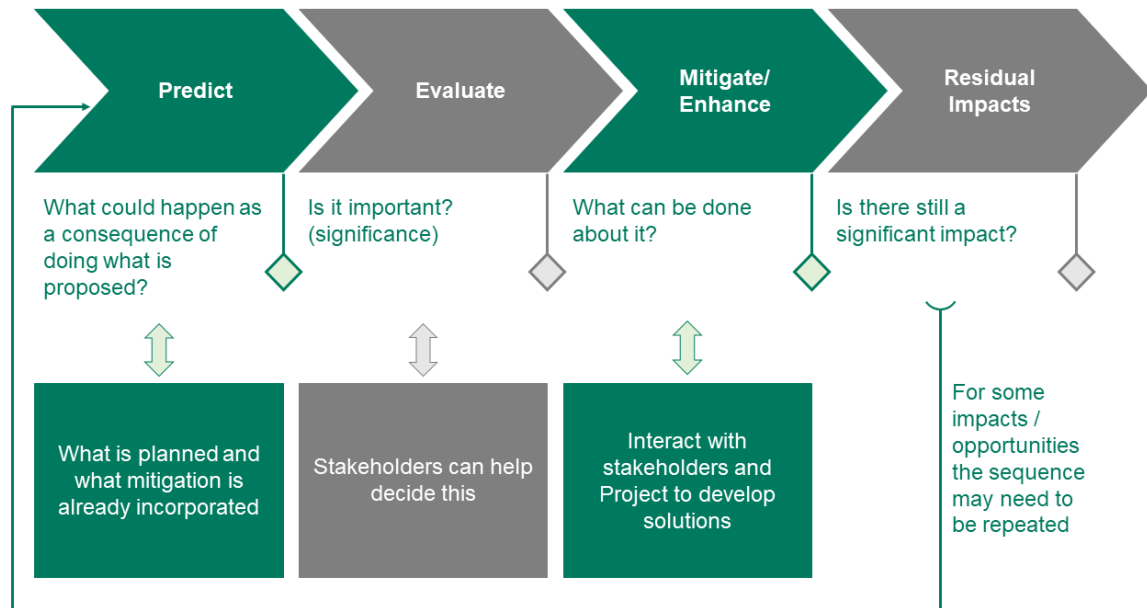 Predict
Evaluate
Mitigate/
Enhance
Residual
Impacts
What could happen as
a consequence of
doing what is
proposed?
Is it important?
(significance)
What can be done
about it?
Is there still a
significant impact?
What is planned and
what mitigation is
already incorporated
Stakeholders can help
decide this
Interact with
stakeholders and
Project to develop
solutions
For some
impacts /
opportunities
the sequence
may need to
be repeated